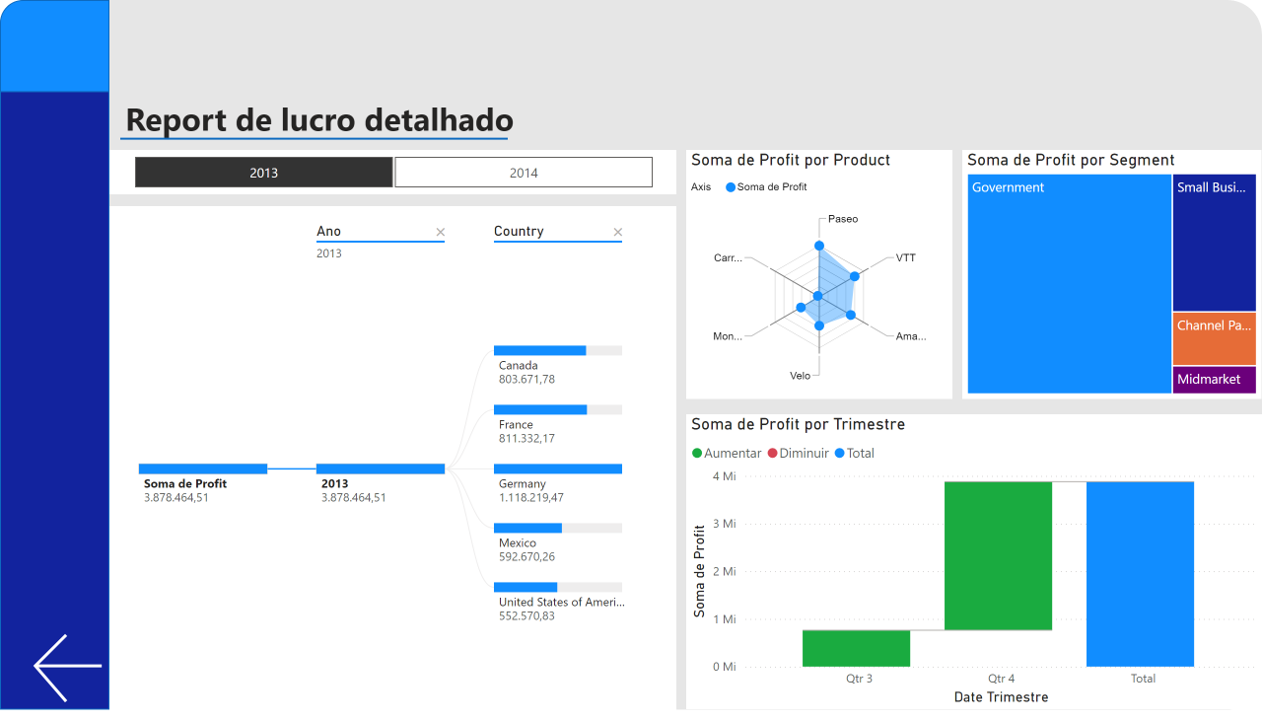 Report de lucro detalhado
2013
2014
Ano
2013
Country
Soma de Profit
3.878.464,51
2013
3.878.464,51
Canada
803.671,78
France
811.332,17
Germany
1.118.219,47
Mexico
592.670,26
United States of Ameri...
552.570,83
Soma de Profit por Product
Axis
Soma de Profit
Paseo
VTT
Ama...
Velo
Mon...
Carr...
Soma de Profit por Segment
Government
Small Busi...
Channel Pa...
Midmarket
Soma de Profit por Trimestre
Aumentar
Diminuir
Total
Soma de Profit
4 Mi
3 Mi
2 Mi
1 Mi
0 Mi
Qtr 3
Qtr 4
Total
Date Trimestre